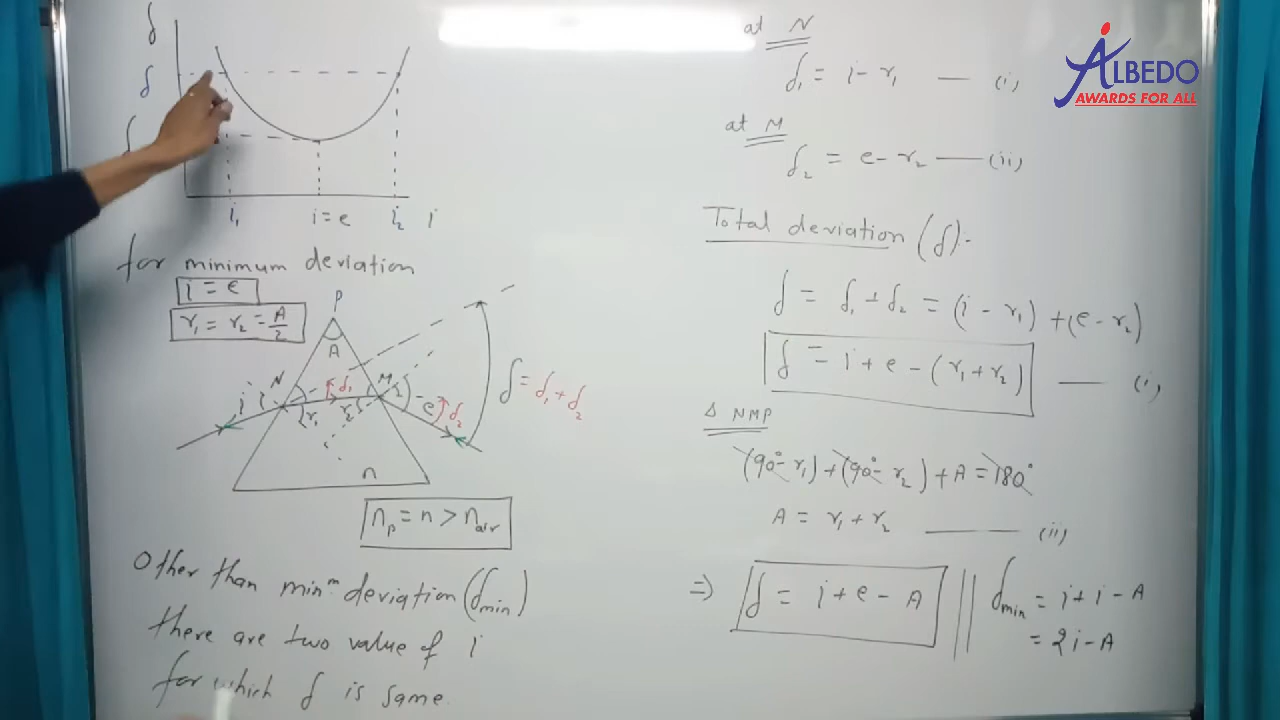 δ
δ
δ
i₁ i = e i₂ i
for minimum deviation
i = e
r₁ = r₂ = A/2
P
A
N M
i i δ₁ e δ₂
r₁ r₂
n
δ = δ₁ + δ₂
nₚ = n > nₐᵢᵣ
Other than minᵐ deviation (δmin)
there are two value of i
for which δ is same.
at N
δ₁ = i - r₁ — (i)
at M
δ₂ = e - r₂ — (ii)
Total deviation (δ):-
δ = δ₁ + δ₂ = (i - r₁) + (e - r₂)
δ = i + e - (r₁ + r₂) — (i)
Δ NMP
(90° - r₁) + (90° - r₂) + A = 180°
A = r₁ + r₂ — (ii)
⇒ δ = i + e - A || δmin = i + i - A
= 2i - A
ALBEDO
AWARDS FOR ALL